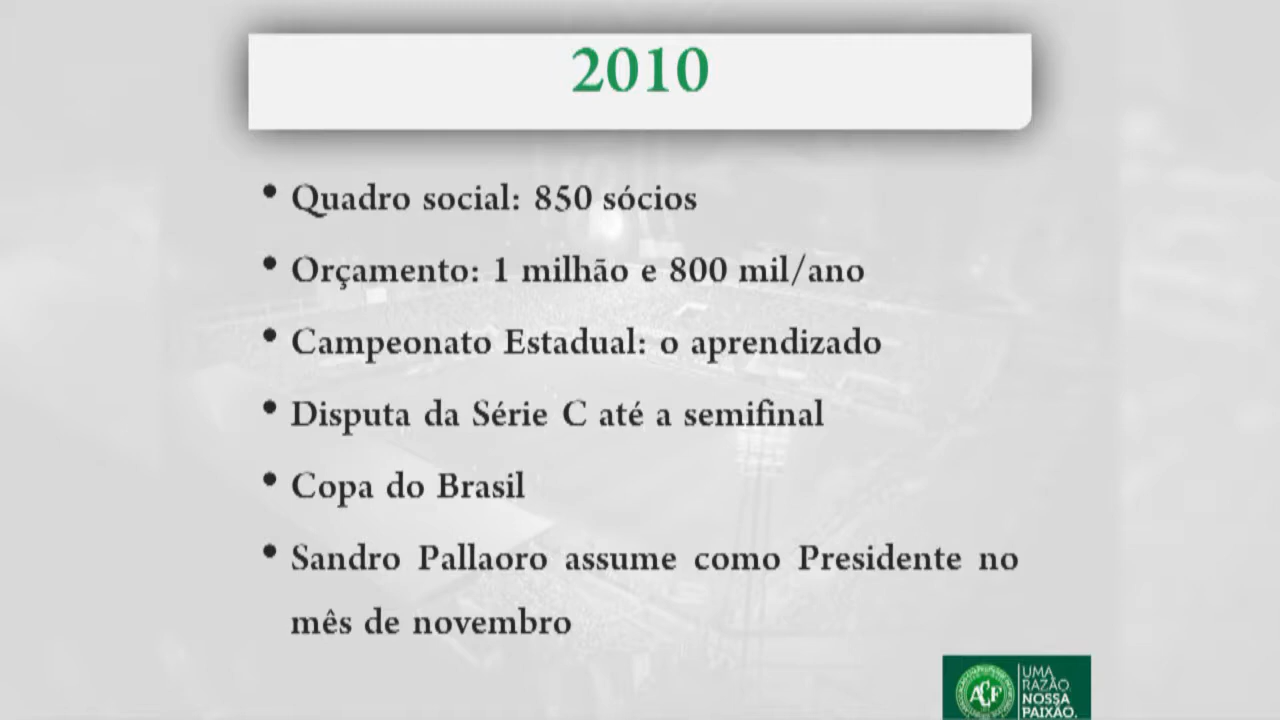 2010
• Quadro social: 850 sócios
• Orçamento: 1 milhão e 800 mil/ano
• Campeonato Estadual: o aprendizado
• Disputa da Série C até a semifinal
• Copa do Brasil
• Sandro Pallaoro assume como Presidente no
mês de novembro
ACF
UMA
RAZÃO.
NOSSA
PAIXÃO.